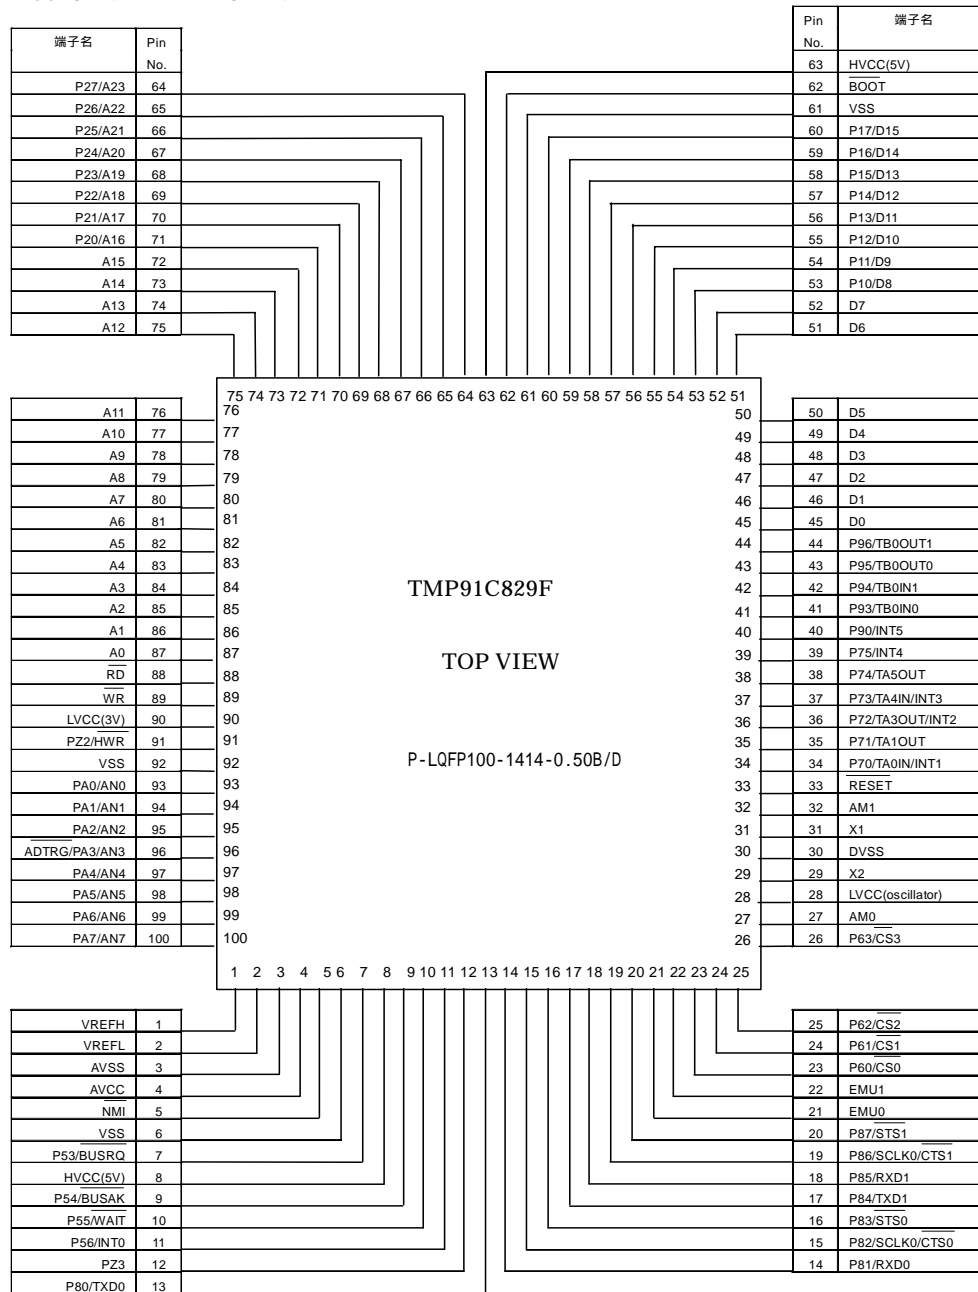 端子名 Pin No.
P27/A23 64
P26/A22 65
P25/A21 66
P24/A20 67
P23/A19 68
P22/A18 69
P21/A17 70
P20/A16 71
A15 72
A14 73
A13 74
A12 75
Pin No. 端子名
63 HVCC(5V)
62 BOOT
61 VSS
60 P17/D15
59 P16/D14
58 P15/D13
57 P14/D12
56 P13/D11
55 P12/D10
54 P11/D9
53 P10/D8
52 D7
51 D6
75 74 73 72 71 70 69 68 67 66 65 64 63 62 61 60 59 58 57 56 55 54 53 52 51
A11 76
A10 77
A9 78
A8 79
A7 80
A6 81
A5 82
A4 83
A3 84
A2 85
A1 86
A0 87
RD 88
WR 89
LVCC(3V) 90
PZ2/HWR 91
VSS 92
PA0/AN0 93
PA1/AN1 94
PA2/AN2 95
ADTRG/PA3/AN3 96
PA4/AN4 97
PA5/AN5 98
PA6/AN6 99
PA7/AN7 100
76
77
78
79
80
81
82
83
84
85
86
87
88
89
90
91
92
93
94
95
96
97
98
99
100
TMP91C829F
TOP VIEW
P-LQFP100-1414-0.50B/D
50
49
48
47
46
45
44
43
42
41
40
39
38
37
36
35
34
33
32
31
30
29
28
27
26
50 D5
49 D4
48 D3
47 D2
46 D1
45 D0
44 P96/TB0OUT1
43 P95/TB0OUT0
42 P94/TB0IN1
41 P93/TB0IN0
40 P90/INT5
39 P75/INT4
38 P74/TA5OUT
37 P73/TA4IN/INT3
36 P72/TA3OUT/INT2
35 P71/TA1OUT
34 P70/TA0IN/INT1
33 RESET
32 AM1
31 X1
30 DVSS
29 X2
28 LVCC(oscillator)
27 AM0
26 P63/CS3
1 2 3 4 5 6 7 8 9 10 11 12 13 14 15 16 17 18 19 20 21 22 23 24 25
VREFH 1
VREFL 2
AVSS 3
AVCC 4
NMI 5
VSS 6
P53/BUSRQ 7
HVCC(5V) 8
P54/BUSAK 9
P55/WAIT 10
P56/INT0 11
PZ3 12
P80/TXD0 13
25 P62/CS2
24 P61/CS1
23 P60/CS0
22 EMU1
21 EMU0
20 P87/STS1
19 P86/SCLK0/CTS1
18 P85/RXD1
17 P84/TXD1
16 P83/STS0
15 P82/SCLK0/CTS0
14 P81/RXD0